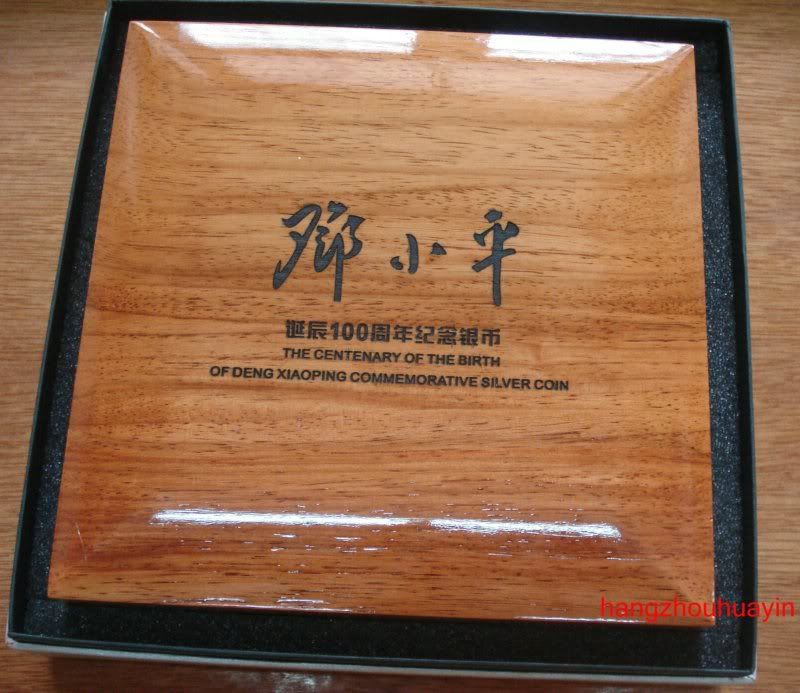 鄧小平
诞辰100周年纪念银币
THE CENTENARY OF THE BIRTH
OF DENG XIAOPING COMMEMORATIVE SILVER COIN
hangzhouhuayin